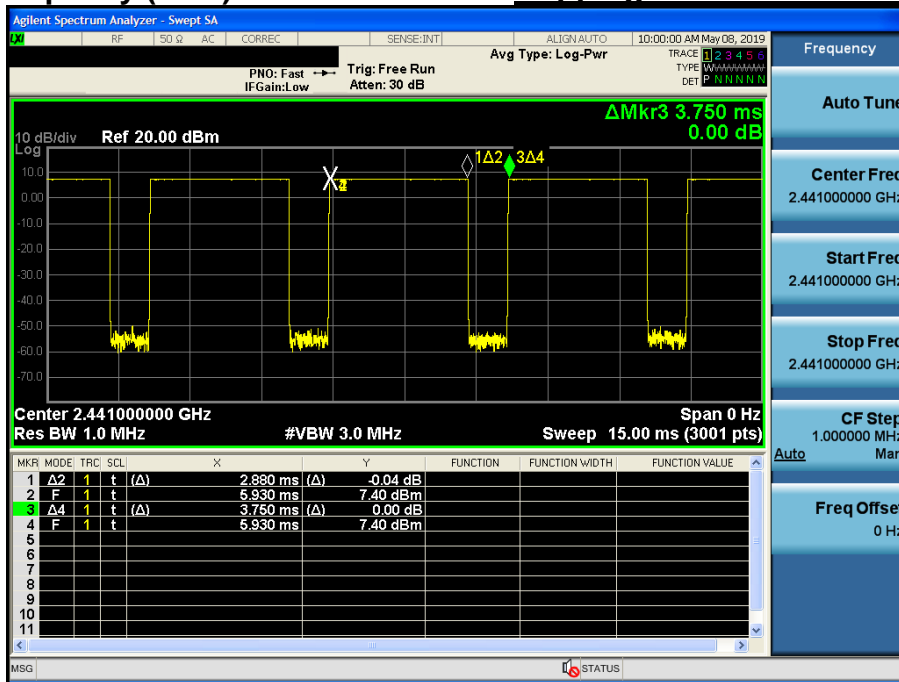 Agilent Spectrum Analyzer - Swept SA
LXI RF 50 Ω AC CORREC SENSE:INT ALIGN AUTO 10:00:00 AM May 08, 2019
Avg Type: Log-Pwr TRACE 1 2 3 4 5 6
PNO: Fast Trig: Free Run TYPE WWWWWW
IFGain:Low Atten: 30 dB DET P N N N N N
Frequency
ΔMkr3 3.750 ms
10 dB/div Ref 20.00 dBm 0.00 dB
Log
1Δ2 3Δ4
10.0
0.00
-10.0
-20.0
-30.0
-40.0
-50.0
-60.0
-70.0
Center 2.441000000 GHz Span 0 Hz
Res BW 1.0 MHz #VBW 3.0 MHz Sweep 15.00 ms (3001 pts)
MKR MODE TRC SCL X Y FUNCTION FUNCTION WIDTH FUNCTION VALUE
1 Δ2 1 t (Δ) 2.880 ms (Δ) -0.04 dB
2 F 1 t 5.930 ms 7.40 dBm
3 Δ4 1 t (Δ) 3.750 ms (Δ) 0.00 dB
4 F 1 t 5.930 ms 7.40 dBm
5
6
7
8
9
10
11
MSG STATUS
Auto Tune
Center Freq
2.441000000 GHz
Start Freq
2.441000000 GHz
Stop Freq
2.441000000 GHz
CF Step
1.000000 MHz
Auto Man
Freq Offset
0 Hz